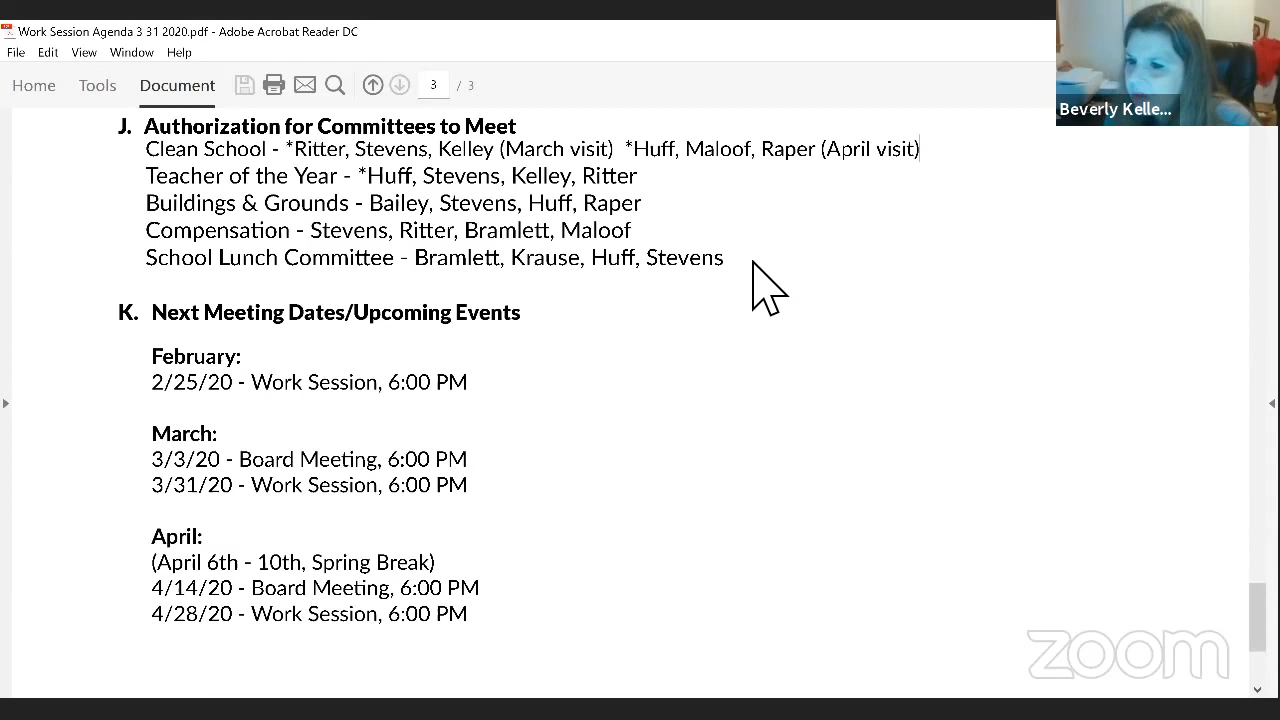 Work Session Agenda 3 31 2020.pdf - Adobe Acrobat Reader DC
File Edit View Window Help
Home Tools Document 3 / 3
Beverly Kelle...
J. Authorization for Committees to Meet
Clean School - *Ritter, Stevens, Kelley (March visit) *Huff, Maloof, Raper (April visit)
Teacher of the Year - *Huff, Stevens, Kelley, Ritter
Buildings & Grounds - Bailey, Stevens, Huff, Raper
Compensation - Stevens, Ritter, Bramlett, Maloof
School Lunch Committee - Bramlett, Krause, Huff, Stevens
K. Next Meeting Dates/Upcoming Events
February:
2/25/20 - Work Session, 6:00 PM
March:
3/3/20 - Board Meeting, 6:00 PM
3/31/20 - Work Session, 6:00 PM
April:
(April 6th - 10th, Spring Break)
4/14/20 - Board Meeting, 6:00 PM
4/28/20 - Work Session, 6:00 PM
zoom